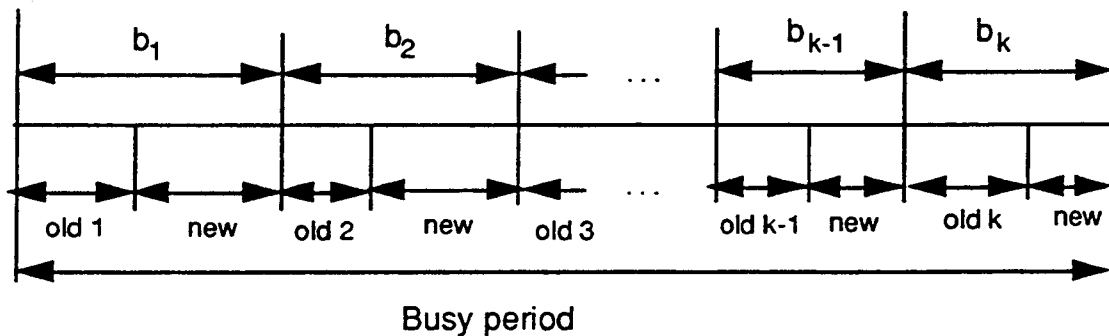 b1 b2 ... bk-1 bk
old 1 new old 2 new old 3 ... old k-1 new old k new
Busy period